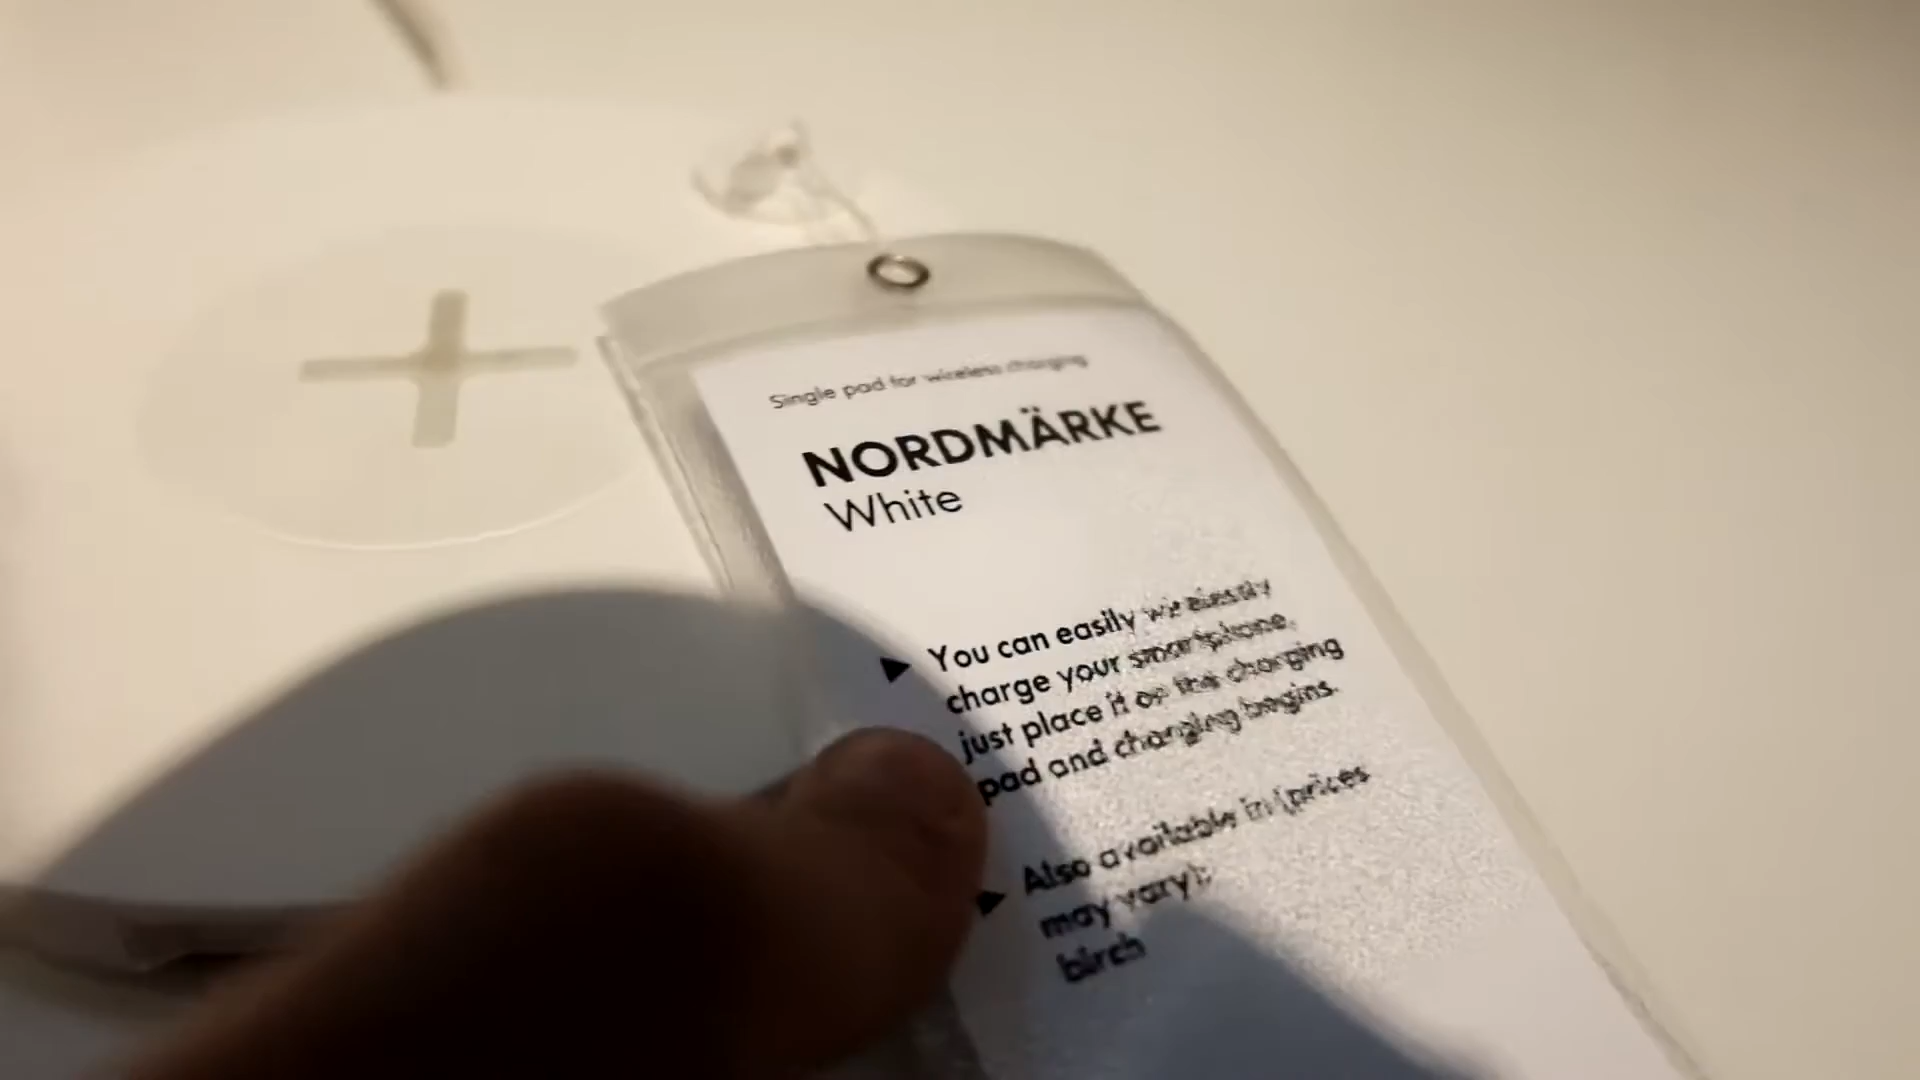 Single pad for wireless charging
NORDMÄRKE
White
You can easily wirelessly
charge your smartphone,
just place it on the charging
pad and charging begins.
Also available in (prices
may vary):
birch